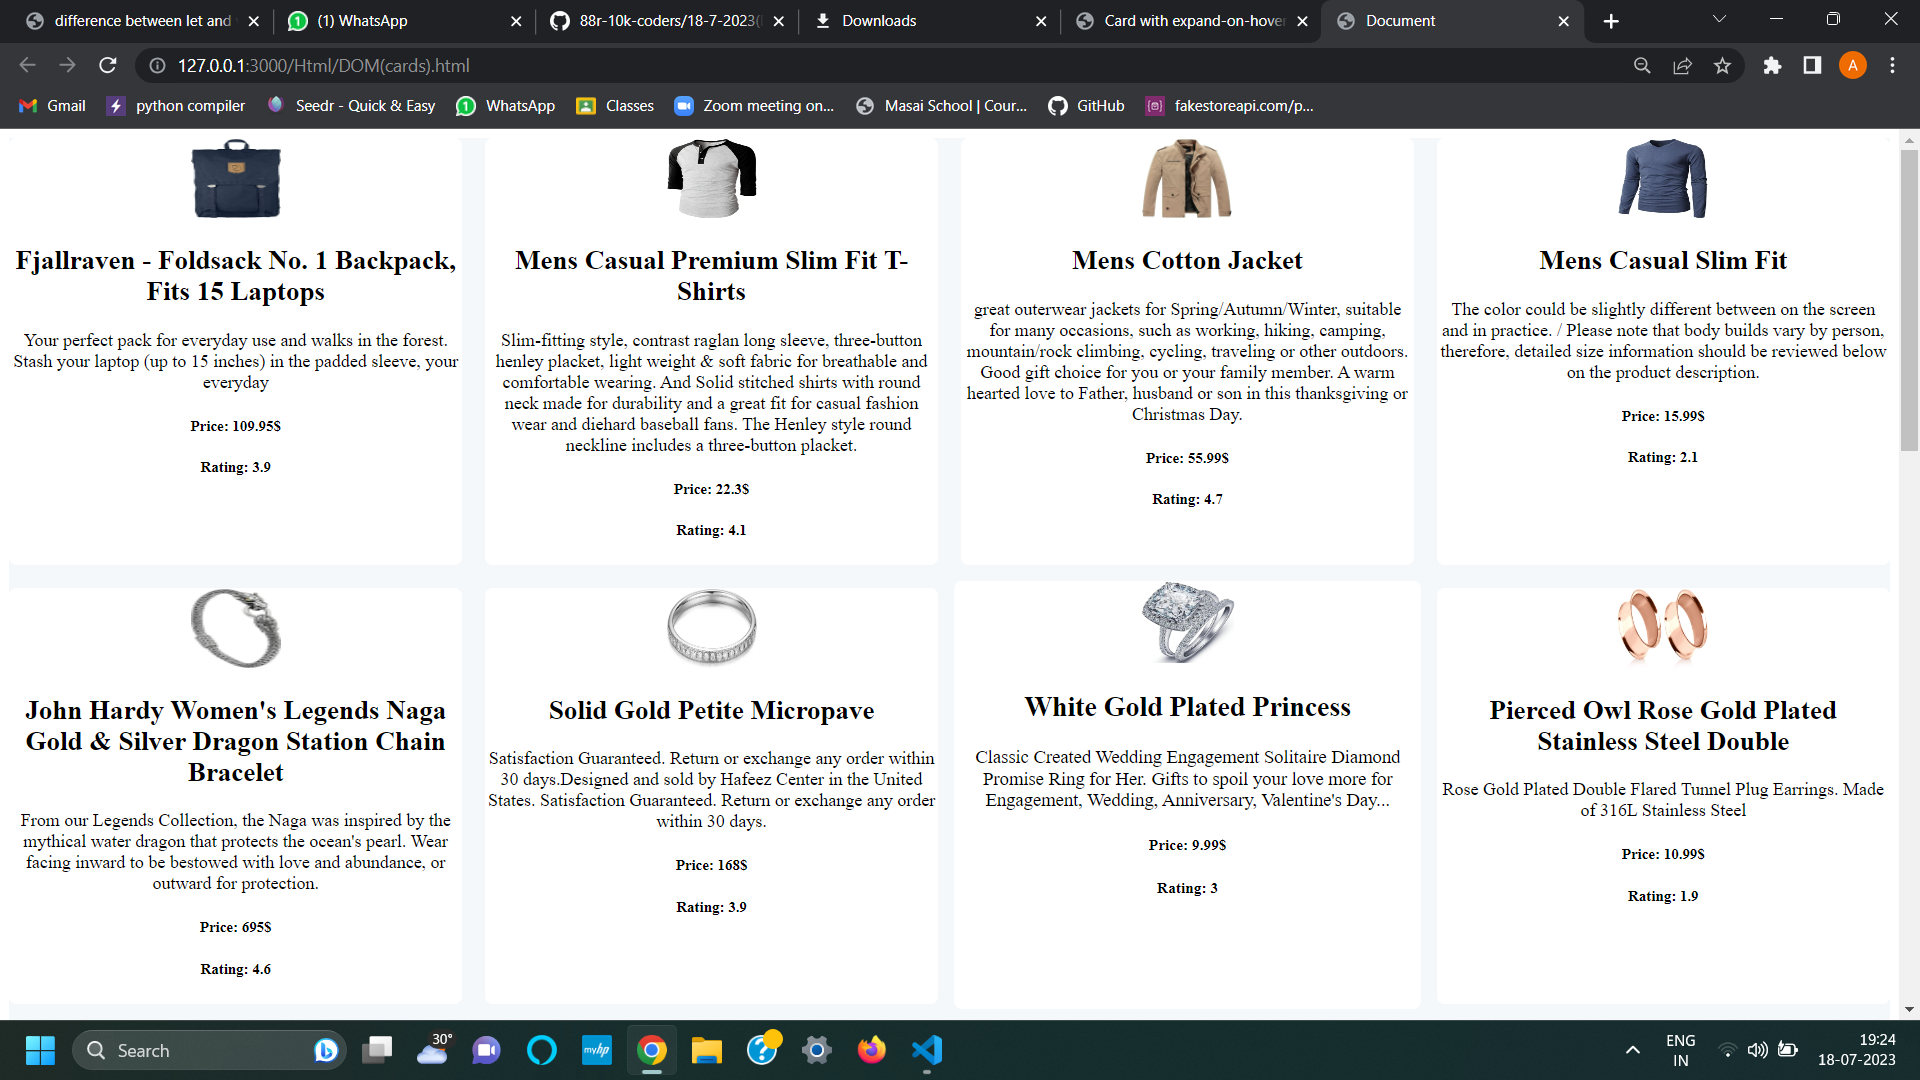 difference between let and
(1) WhatsApp
88r-10k-coders/18-7-2023(
Downloads
Card with expand-on-hover
Document
127.0.0.1:3000/Html/DOM(cards).html
A
Gmail
python compiler
Seedr - Quick & Easy
WhatsApp
Classes
Zoom meeting on...
Masai School | Cour...
GitHub
fakestoreapi.com/p...
Fjallraven - Foldsack No. 1 Backpack,
Fits 15 Laptops
Your perfect pack for everyday use and walks in the forest.
Stash your laptop (up to 15 inches) in the padded sleeve, your
everyday
Price: 109.95$
Rating: 3.9
Mens Casual Premium Slim Fit T-
Shirts
Slim-fitting style, contrast raglan long sleeve, three-button
henley placket, light weight & soft fabric for breathable and
comfortable wearing. And Solid stitched shirts with round
neck made for durability and a great fit for casual fashion
wear and diehard baseball fans. The Henley style round
neckline includes a three-button placket.
Price: 22.3$
Rating: 4.1
Mens Cotton Jacket
great outerwear jackets for Spring/Autumn/Winter, suitable
for many occasions, such as working, hiking, camping,
mountain/rock climbing, cycling, traveling or other outdoors.
Good gift choice for you or your family member. A warm
hearted love to Father, husband or son in this thanksgiving or
Christmas Day.
Price: 55.99$
Rating: 4.7
Mens Casual Slim Fit
The color could be slightly different between on the screen
and in practice. / Please note that body builds vary by person,
therefore, detailed size information should be reviewed below
on the product description.
Price: 15.99$
Rating: 2.1
John Hardy Women's Legends Naga
Gold & Silver Dragon Station Chain
Bracelet
From our Legends Collection, the Naga was inspired by the
mythical water dragon that protects the ocean's pearl. Wear
facing inward to be bestowed with love and abundance, or
outward for protection.
Price: 695$
Rating: 4.6
Solid Gold Petite Micropave
Satisfaction Guaranteed. Return or exchange any order within
30 days.Designed and sold by Hafeez Center in the United
States. Satisfaction Guaranteed. Return or exchange any order
within 30 days.
Price: 168$
Rating: 3.9
White Gold Plated Princess
Classic Created Wedding Engagement Solitaire Diamond
Promise Ring for Her. Gifts to spoil your love more for
Engagement, Wedding, Anniversary, Valentine's Day...
Price: 9.99$
Rating: 3
Pierced Owl Rose Gold Plated
Stainless Steel Double
Rose Gold Plated Double Flared Tunnel Plug Earrings. Made
of 316L Stainless Steel
Price: 10.99$
Rating: 1.9
Search
30°
myhp
ENG
IN
19:24
18-07-2023